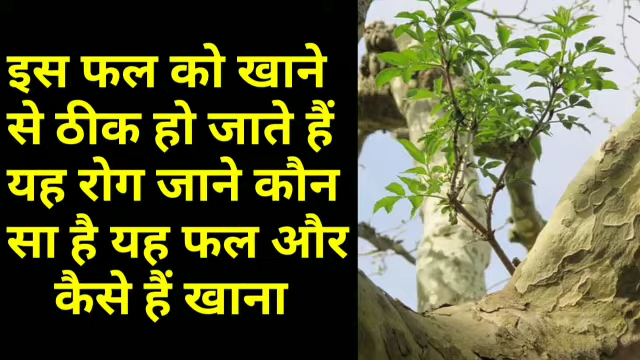 इस फल को खाने
से ठीक हो जाते हैं
यह रोग जाने कौन
सा है यह फल और
कैसे हैं खाना